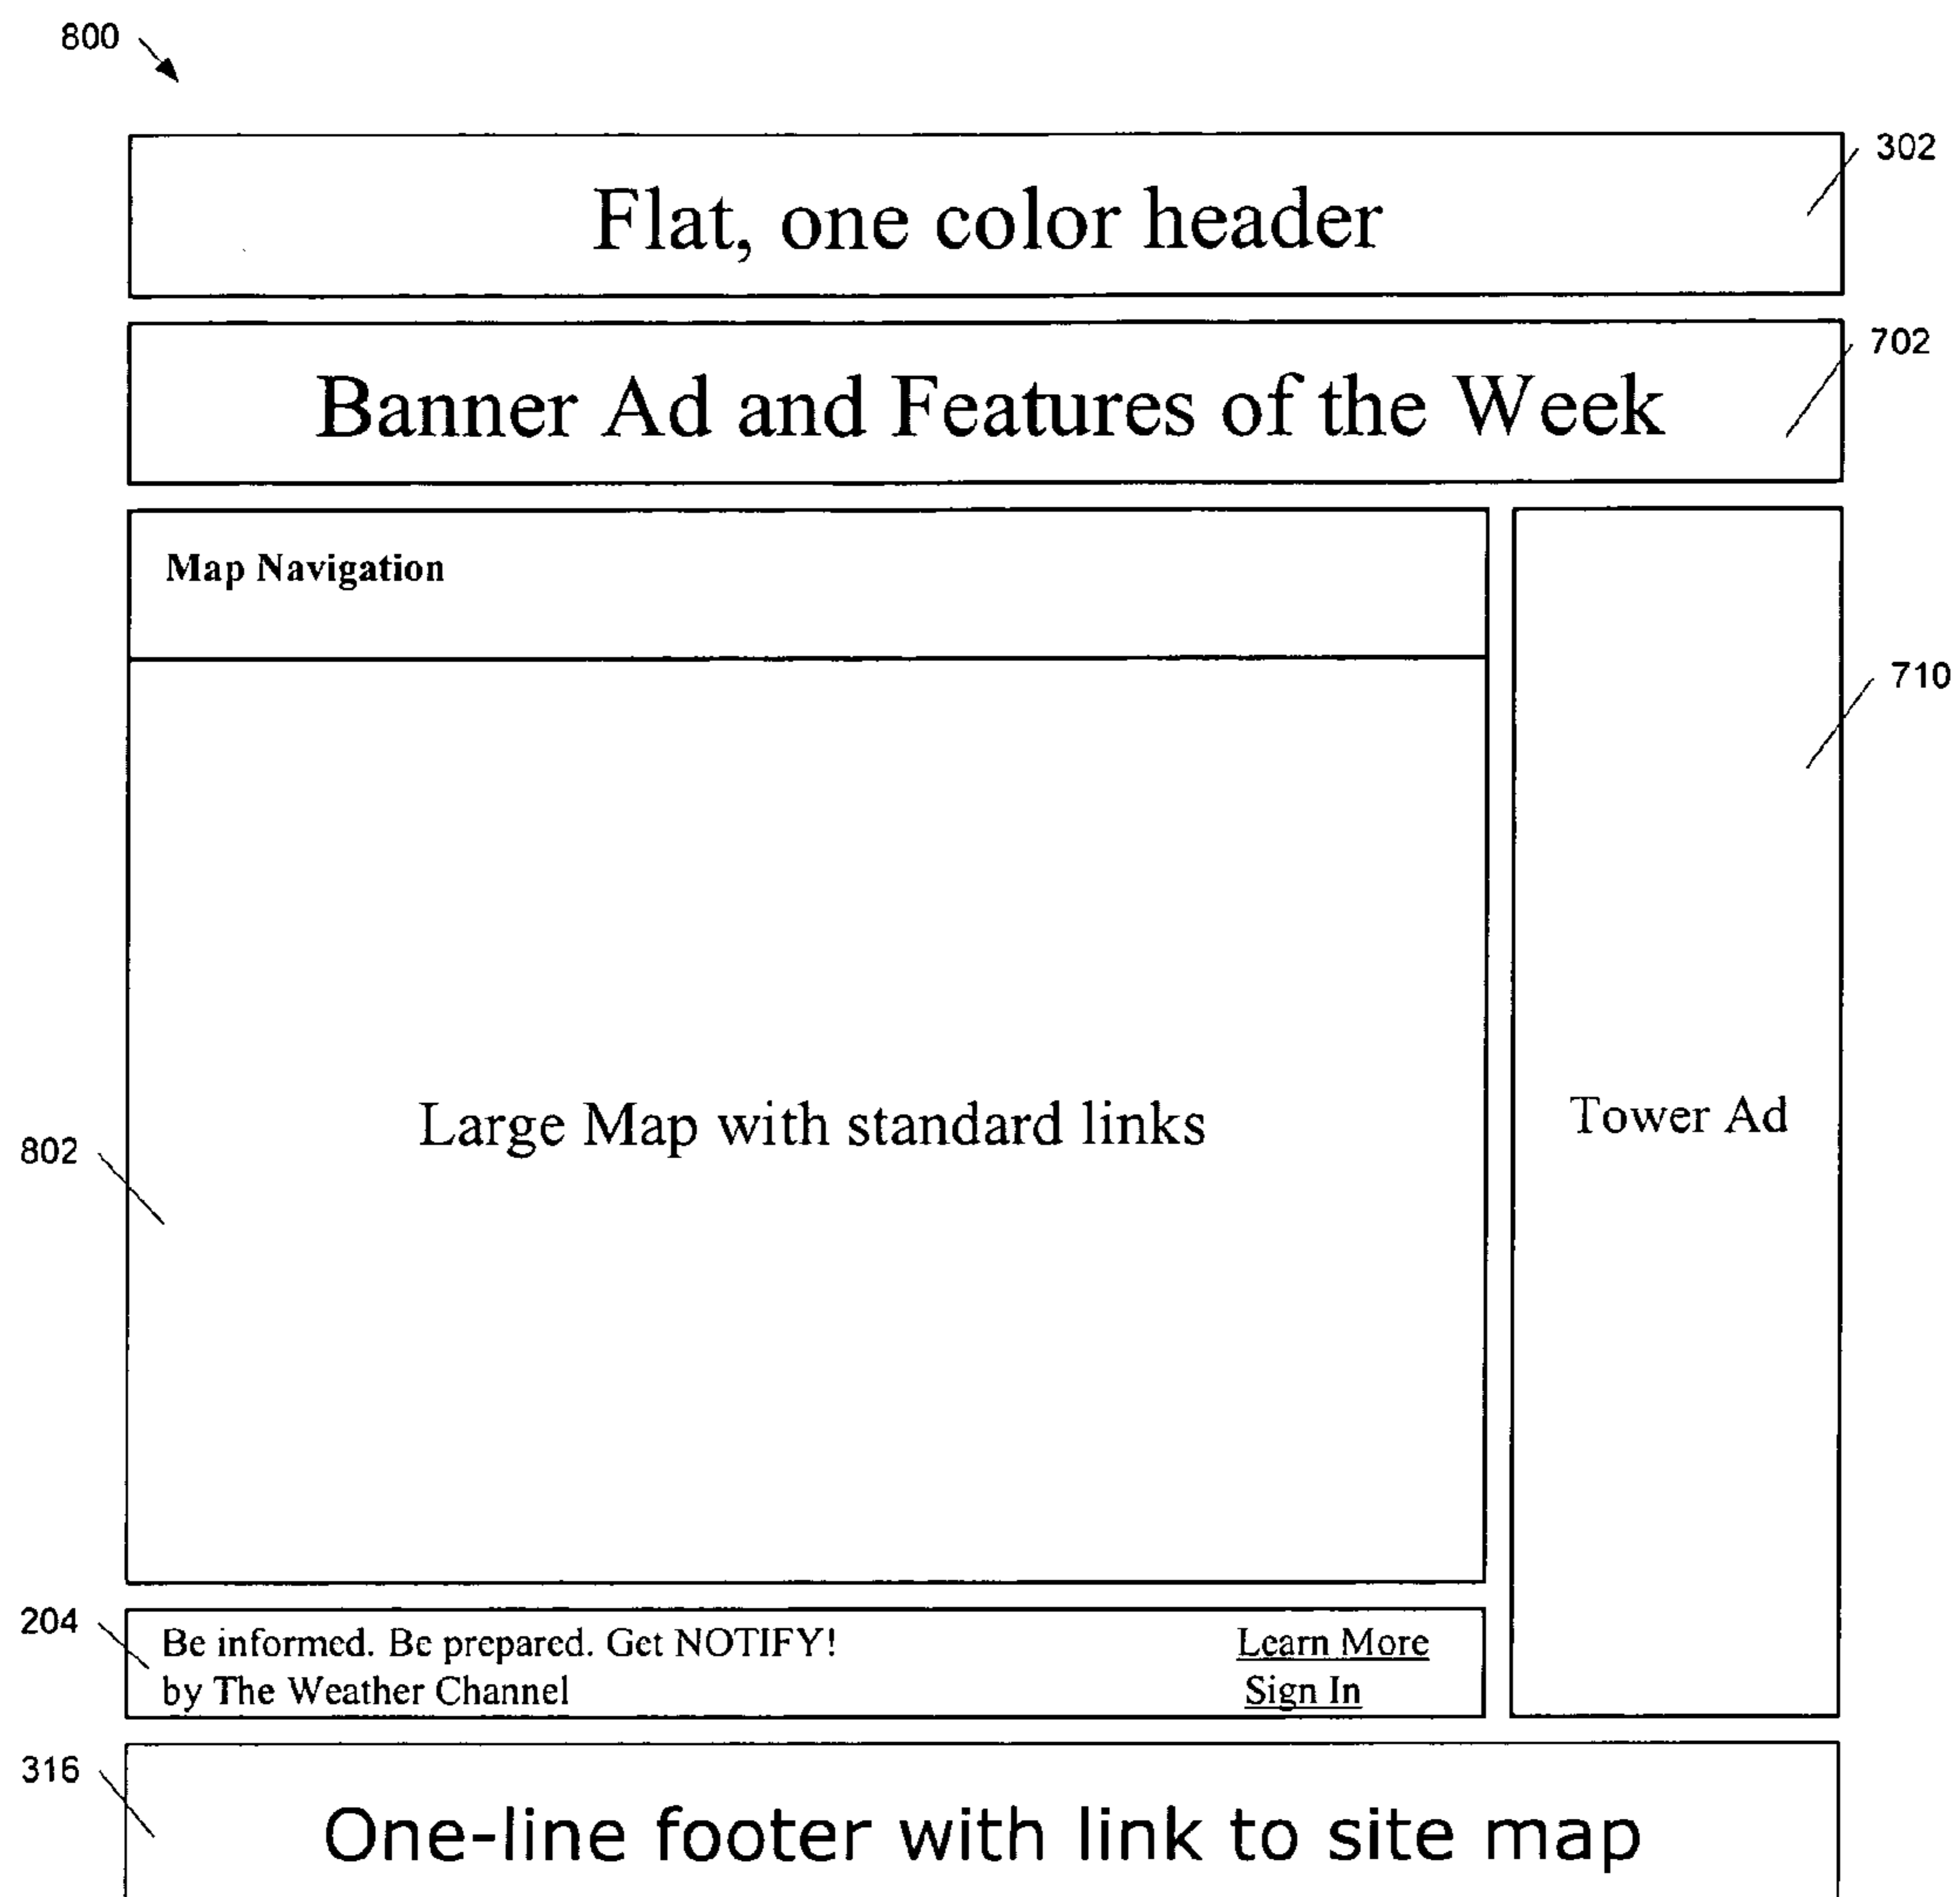 800
302
Flat, one color header
702
Banner Ad and Features of the Week
Map Navigation
710
Large Map with standard links
Tower Ad
802
204
Be informed. Be prepared. Get NOTIFY! Learn More
by The Weather Channel Sign In
316
One-line footer with link to site map